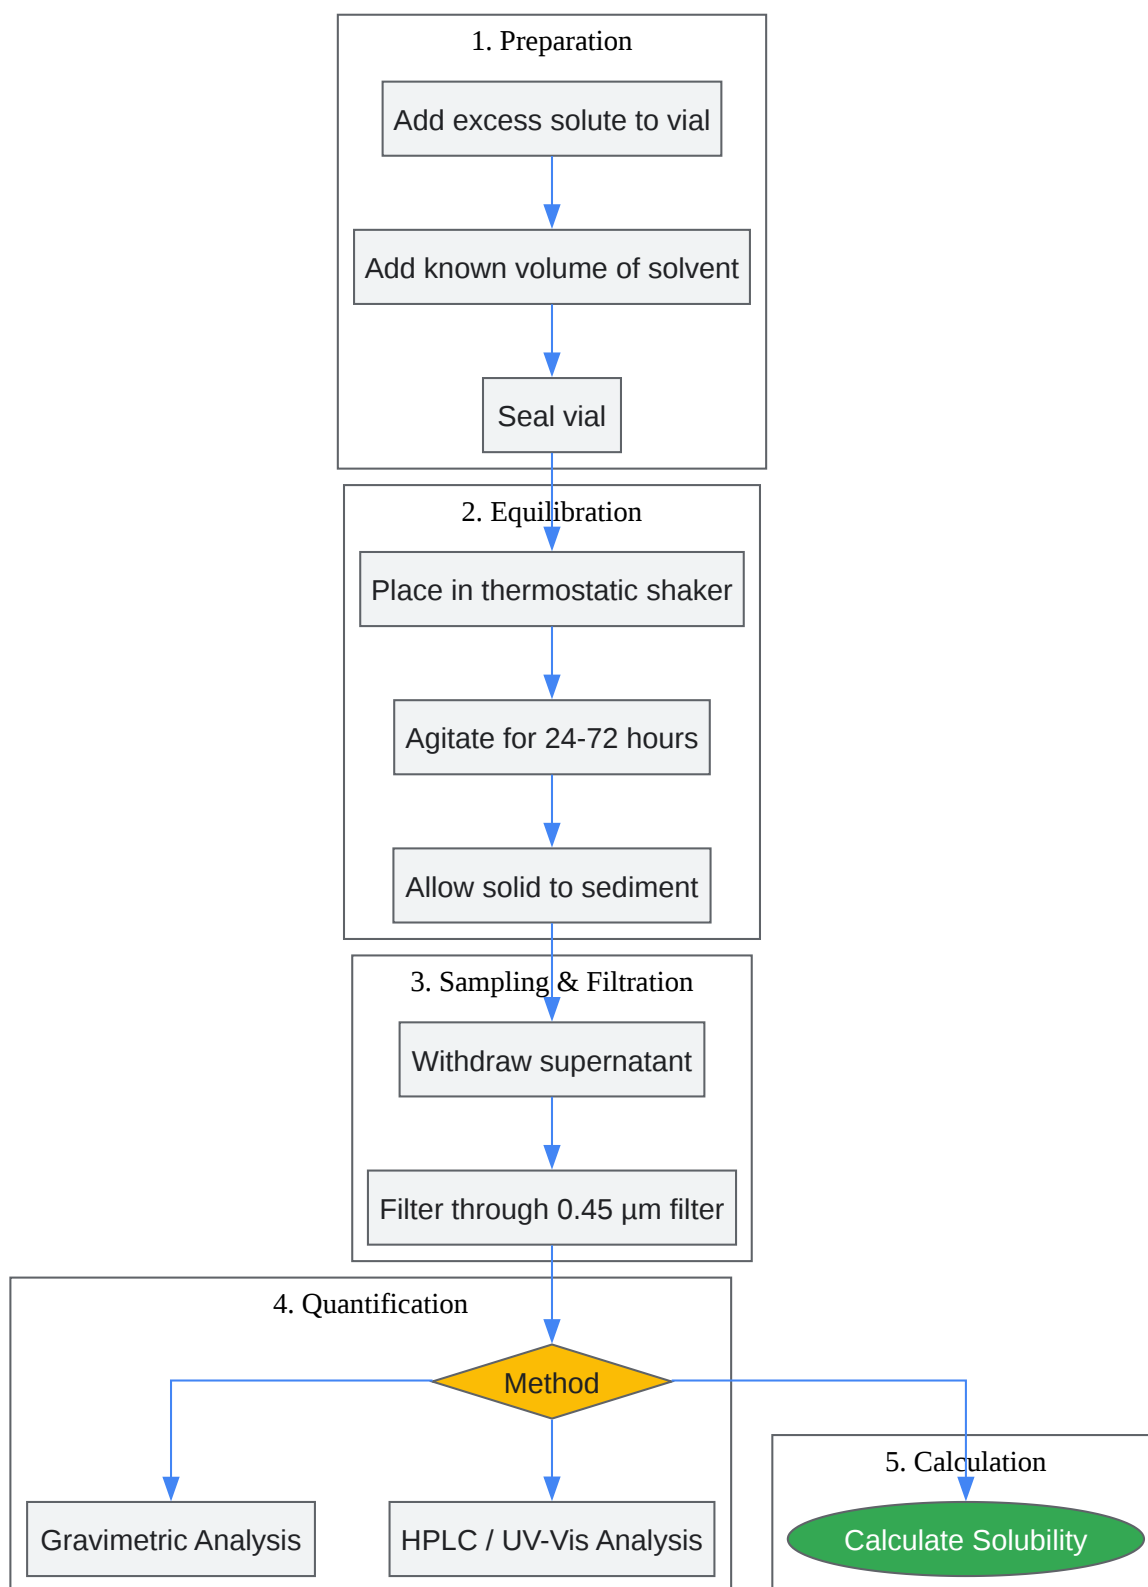 1. Preparation
Add excess solute to vial
Add known volume of solvent
Seal vial
2. Equilibration
Place in thermostatic shaker
Agitate for 24-72 hours
Allow solid to sediment
3. Sampling & Filtration
Withdraw supernatant
Filter through 0.45 µm filter
4. Quantification
Method
5. Calculation
Gravimetric Analysis
HPLC / UV-Vis Analysis
Calculate Solubility